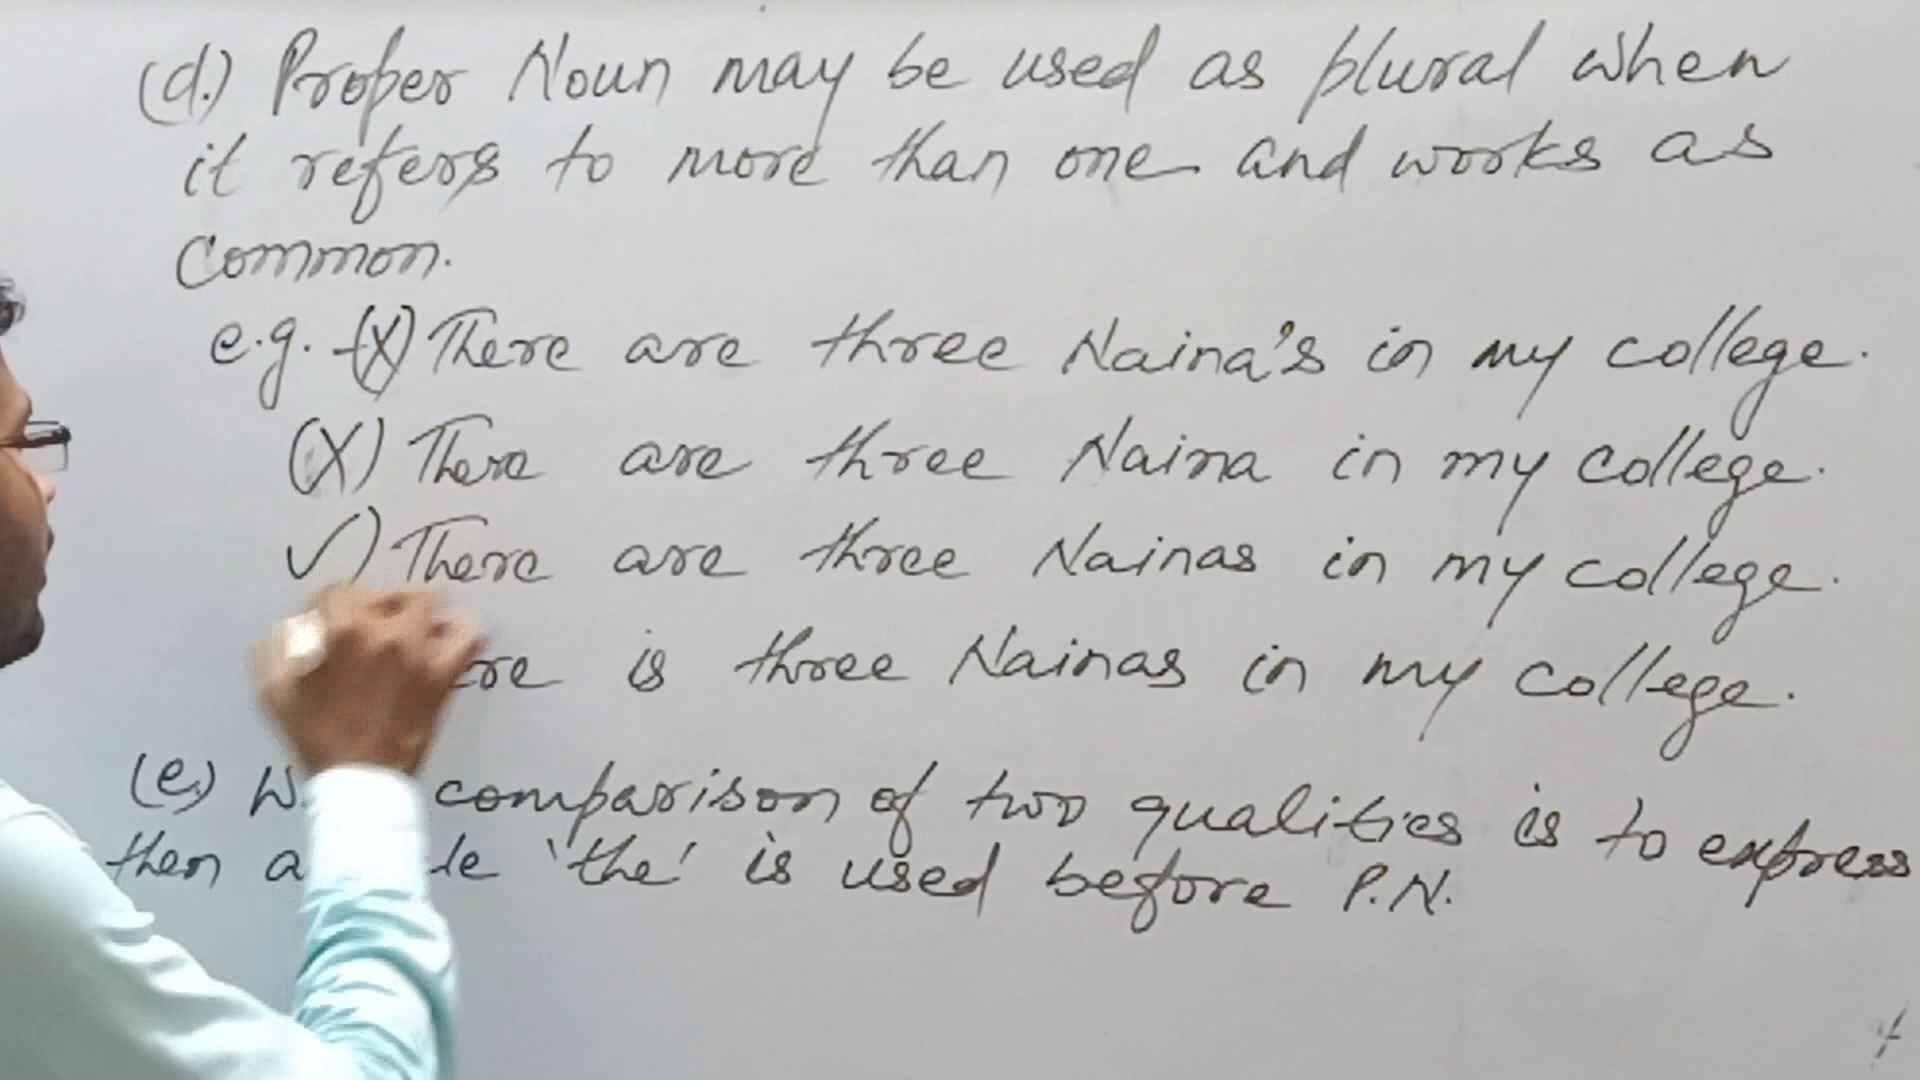 (d.) Proper Noun may be used as plural when
it refers to more than one and works as
Common.
e.g. (X) There are three Naina's in my college.
(X) There are three Naina in my college.
✓) There are three Nainas in my college.
is three Nainas in my college.
(e.) comparison of two qualities is to express
then 'the' is used before P.N.